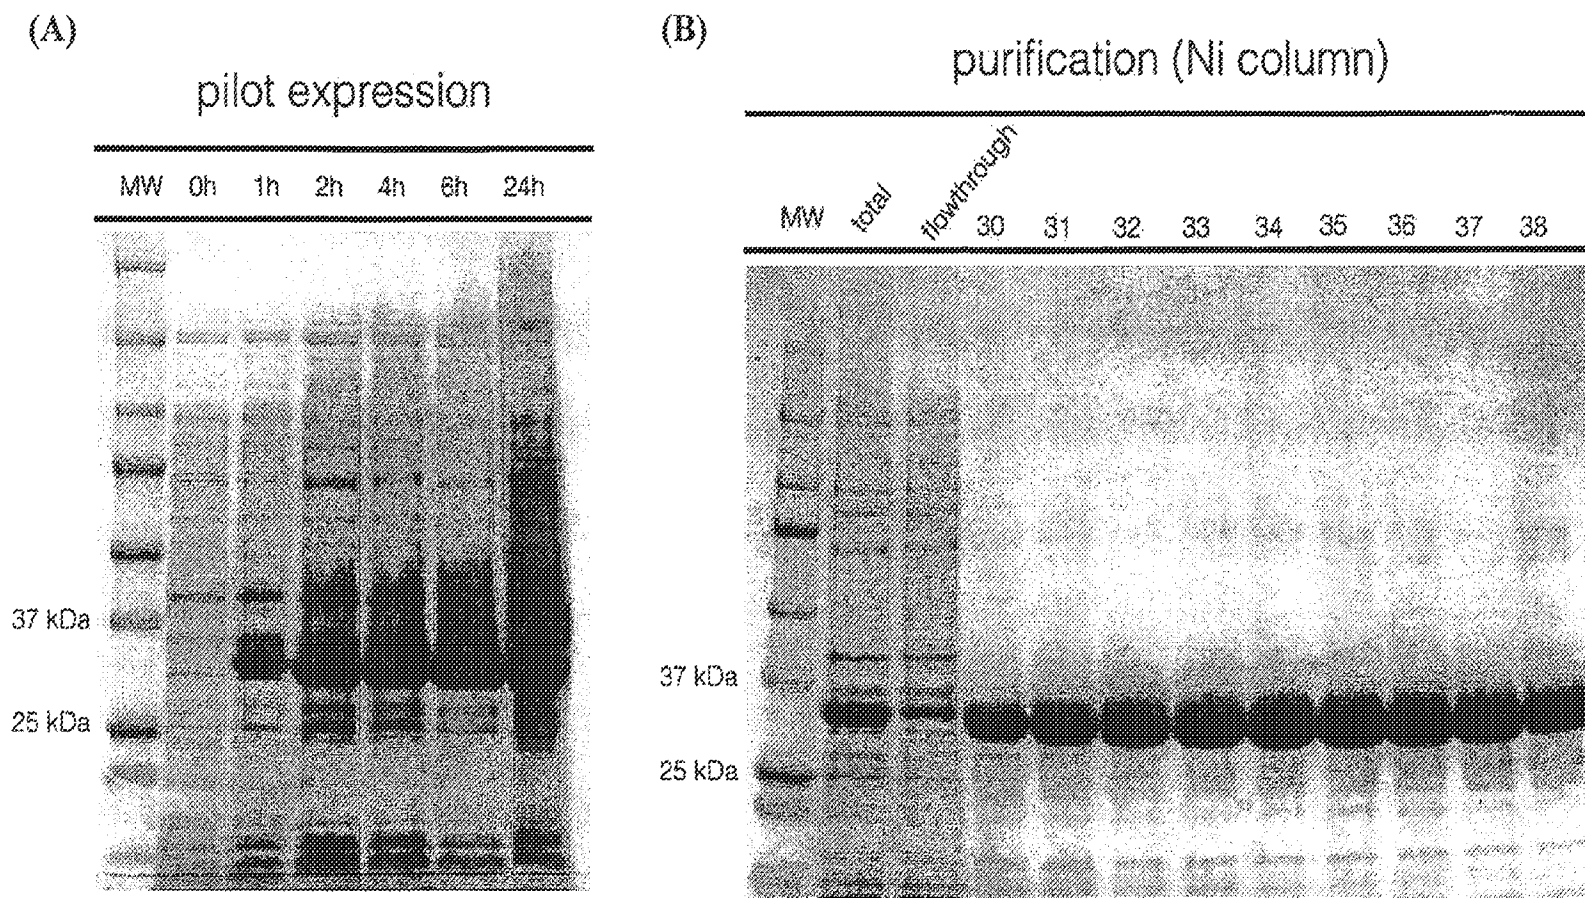 (A)
pilot expression
MW 0h 1h 2h 4h 6h 24h
37 kDa
25 kDa
(B)
purification (Ni column)
MW total flowthrough 30 31 32 33 34 35 36 37 38
37 kDa
25 kDa